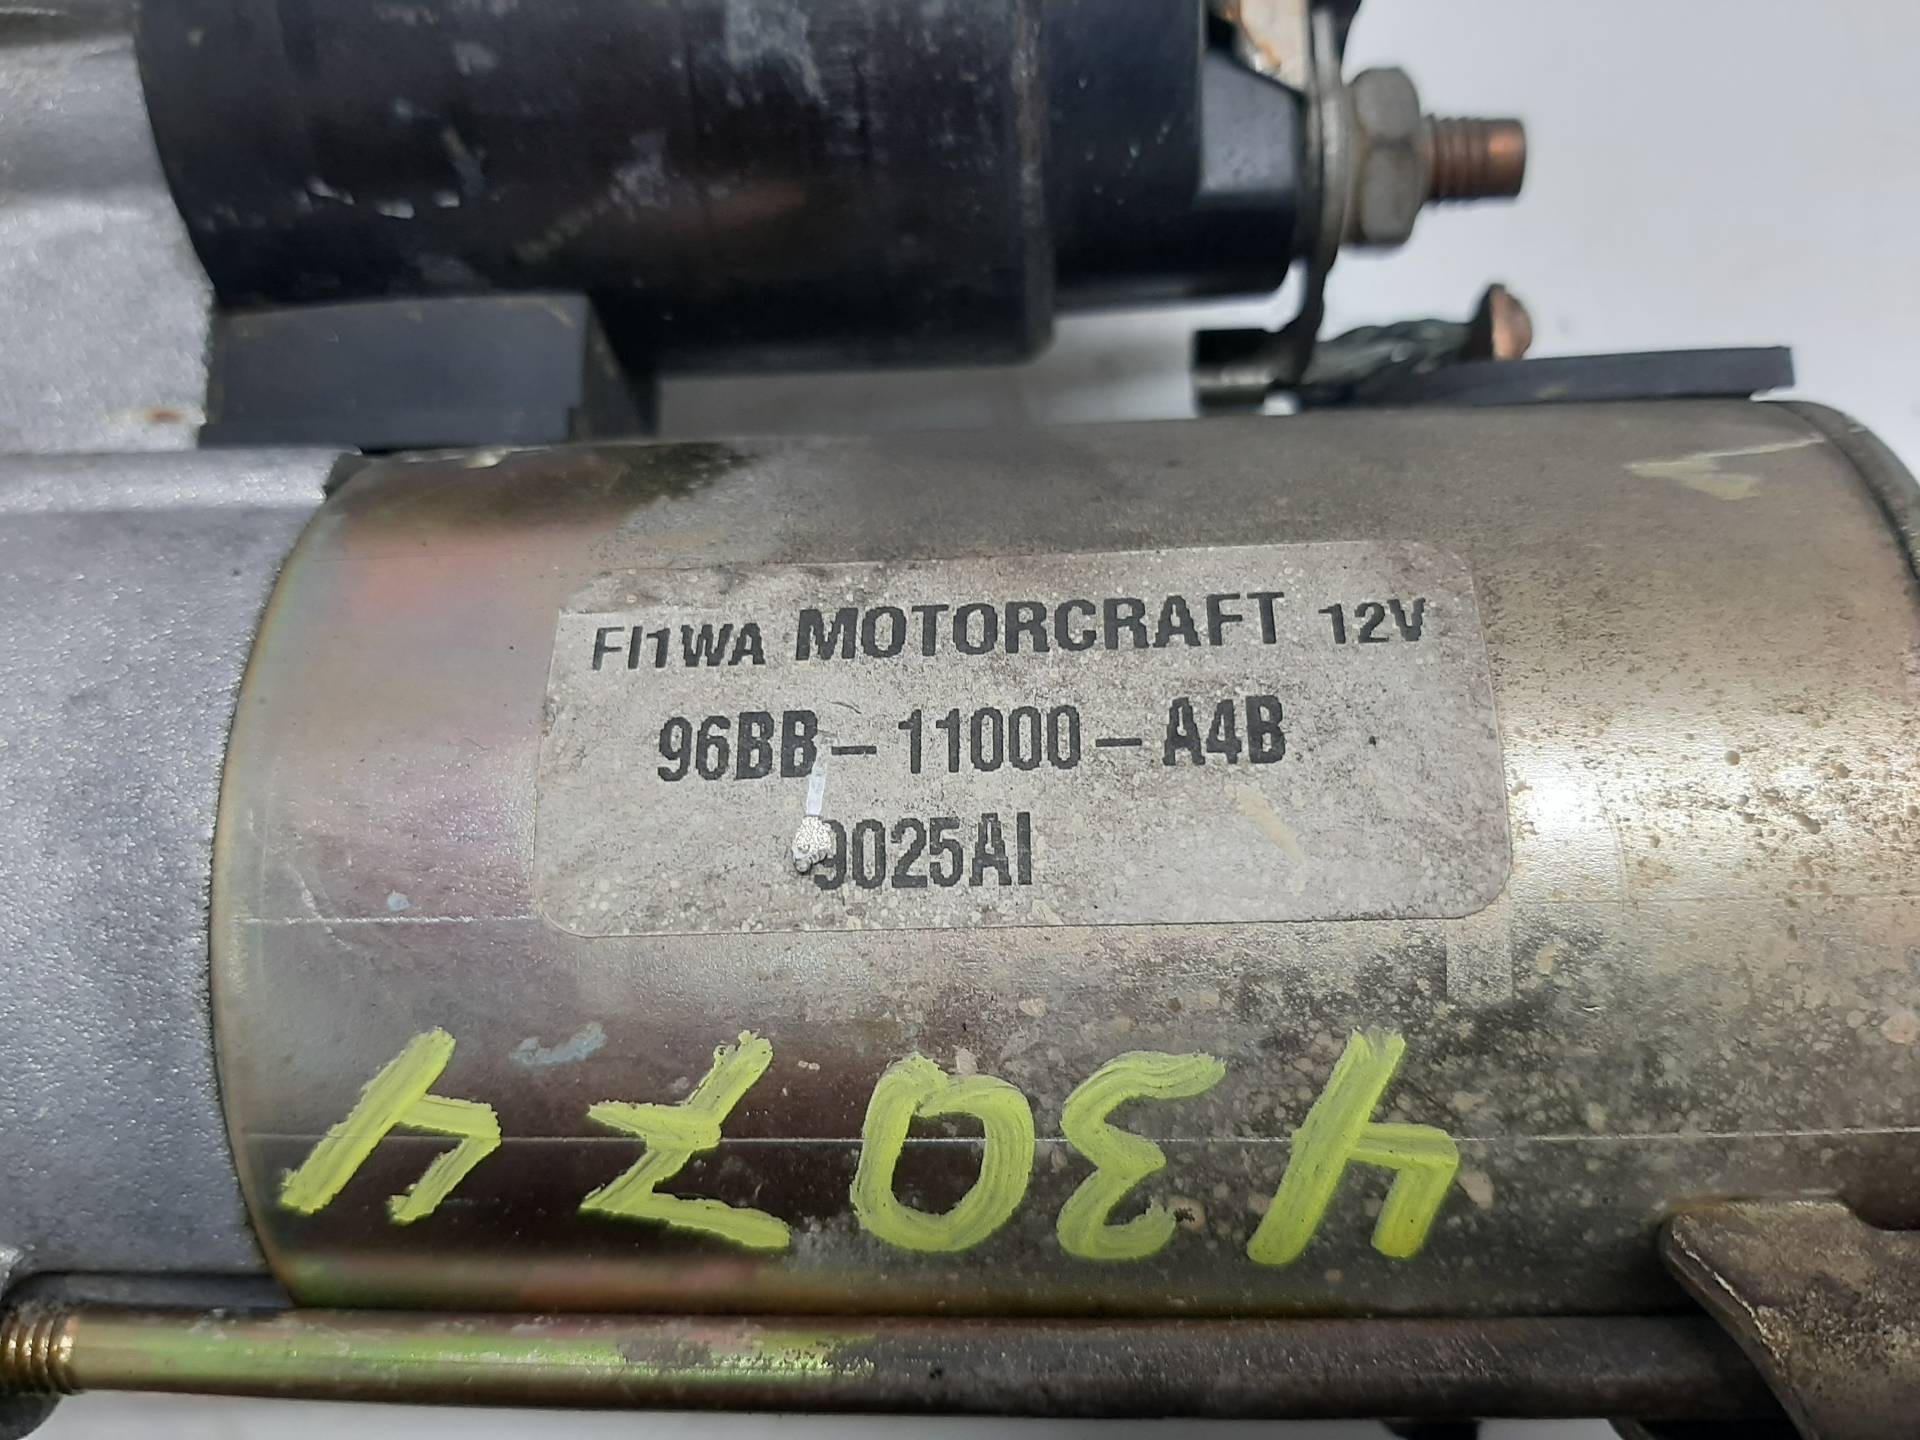 FI1WA MOTORCRAFT 12V
96BB-11000-A4B
9025AI
43074